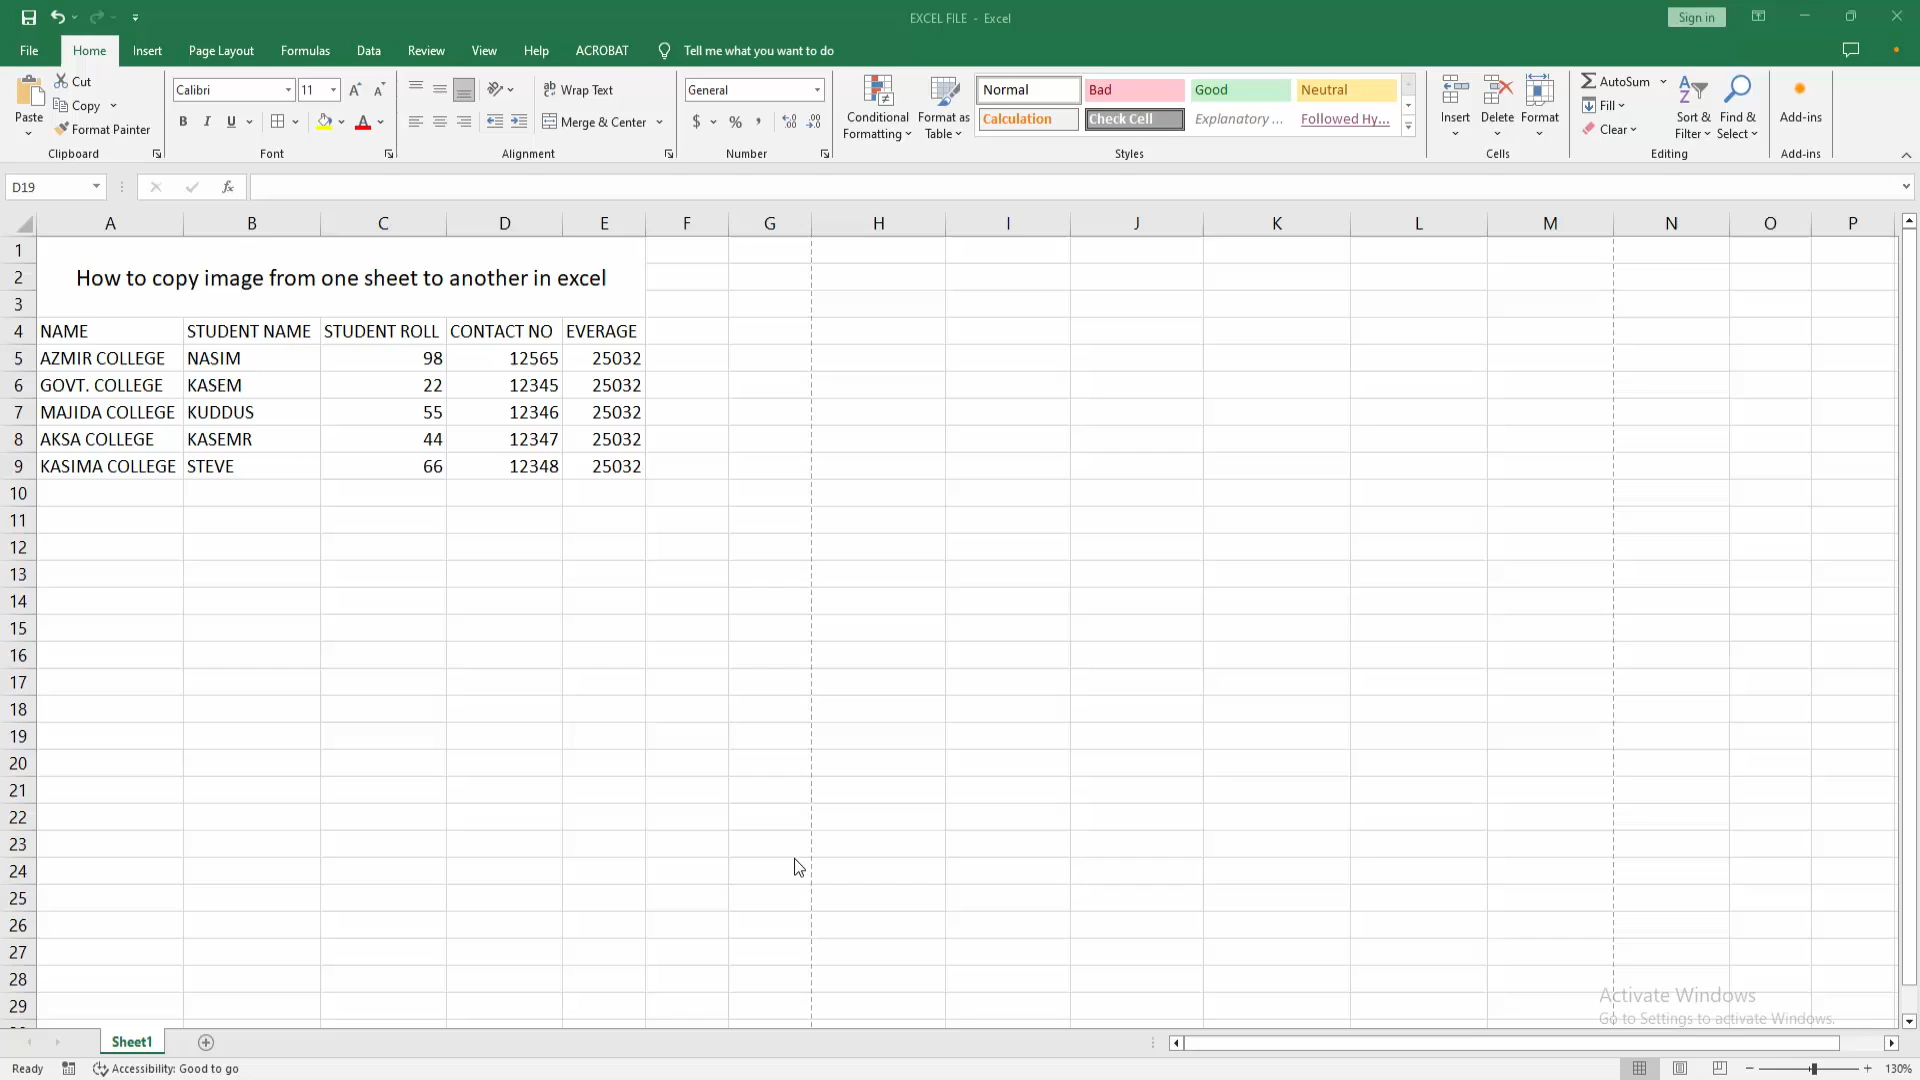 EXCEL FILE - Excel
Sign in
File Home Insert Page Layout Formulas Data Review View Help ACROBAT Tell me what you want to do
Paste
Cut
Copy
Format Painter
Clipboard
Calibri 11
B I U A
Font
Wrap Text
Merge & Center
Alignment
General
$ % ,
Number
Conditional Formatting
Format as Table
Normal Bad Good Neutral
Calculation Check Cell Explanatory ... Followed Hy...
Styles
Insert Delete Format
Cells
AutoSum
Fill
Clear
Sort & Filter
Find & Select
Editing
Add-ins
Add-ins
D19 fx
A B C D E F G H I J K L M N O P
1
2 How to copy image from one sheet to another in excel
3
4 NAME STUDENT NAME STUDENT ROLL CONTACT NO EVERAGE
5 AZMIR COLLEGE NASIM 98 12565 25032
6 GOVT. COLLEGE KASEM 22 12345 25032
7 MAJIDA COLLEGE KUDDUS 55 12346 25032
8 AKSA COLLEGE KASEMR 44 12347 25032
9 KASIMA COLLEGE STEVE 66 12348 25032
10
11
12
13
14
15
16
17
18
19
20
21
22
23
24
25
26
27
28
29
Activate Windows
Go to Settings to activate Windows.
Sheet1
Ready Accessibility: Good to go 130%